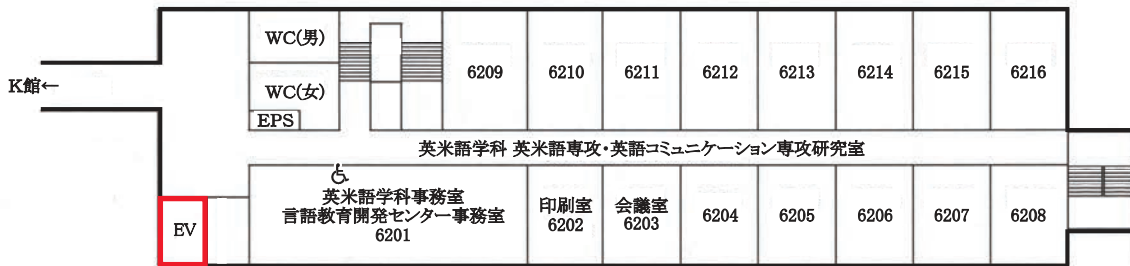 WC(男)
WC(女)
EPS
6209
6210
6211
6212
6213
6214
6215
6216
K館←
英米語学科 英米語専攻・英語コミュニケーション専攻研究室
EV
英米語学科事務室
言語教育開発センター事務室
6201
印刷室
6202
会議室
6203
6204
6205
6206
6207
6208